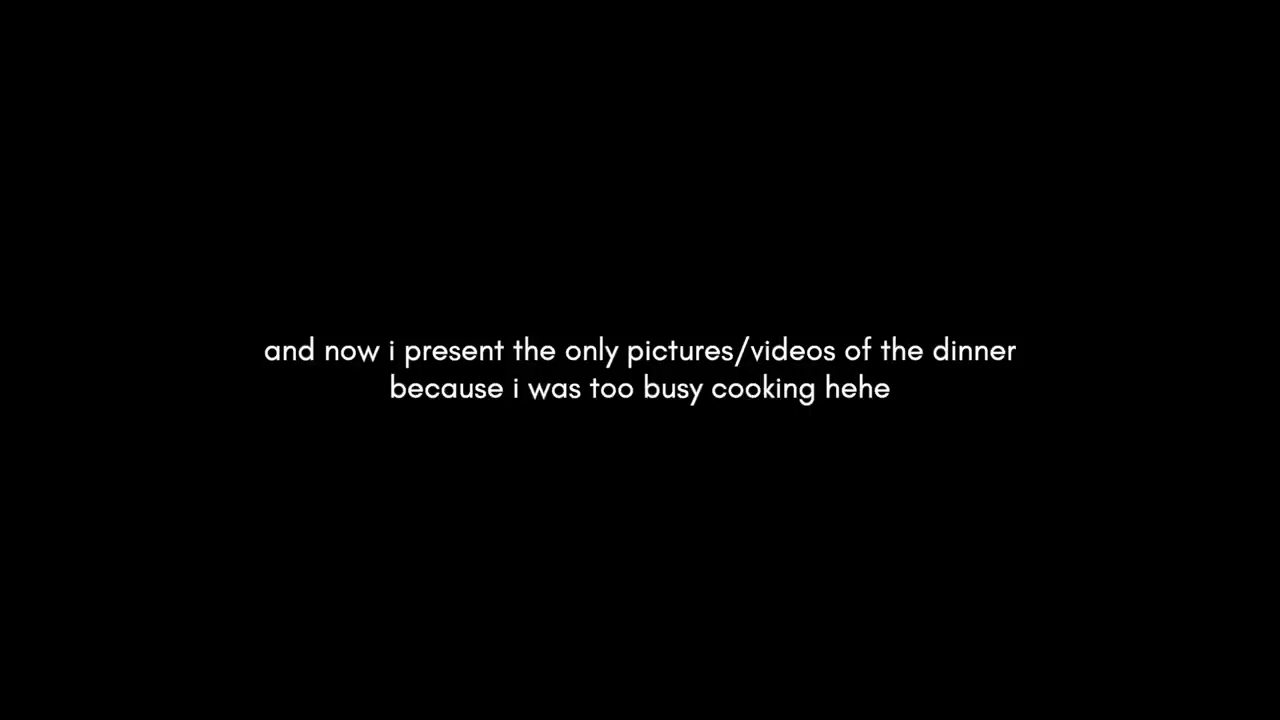 and now i present the only pictures/videos of the dinner
because i was too busy cooking hehe